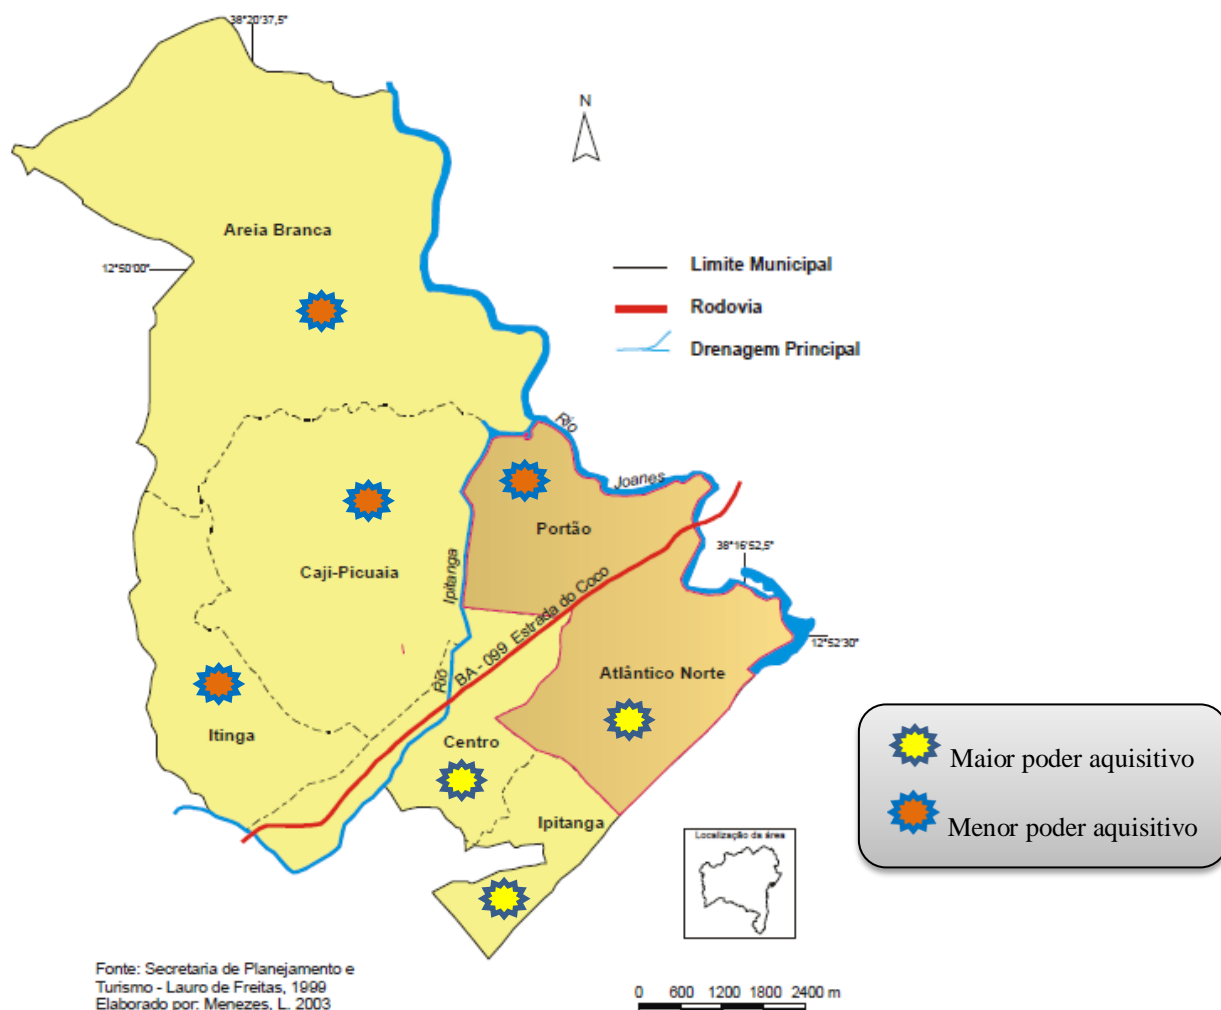 38°20'37,5"
N
Areia Branca
12°50'00"
Limite Municipal
Rodovia
Drenagem Principal
Rio
Joanes
Portão
38°16'52,5"
Ipitanga
Caji-Picuaia
BA - 099 Estrada do Coco
12°52'30"
Atlântico Norte
Rio
Itinga
Centro
Maior poder aquisitivo
Ipitanga
Menor poder aquisitivo
Localização da área
Fonte: Secretaria de Planejamento e
Turismo - Lauro de Freitas, 1999
Elaborado por: Menezes, L. 2003
0 600 1200 1800 2400 m